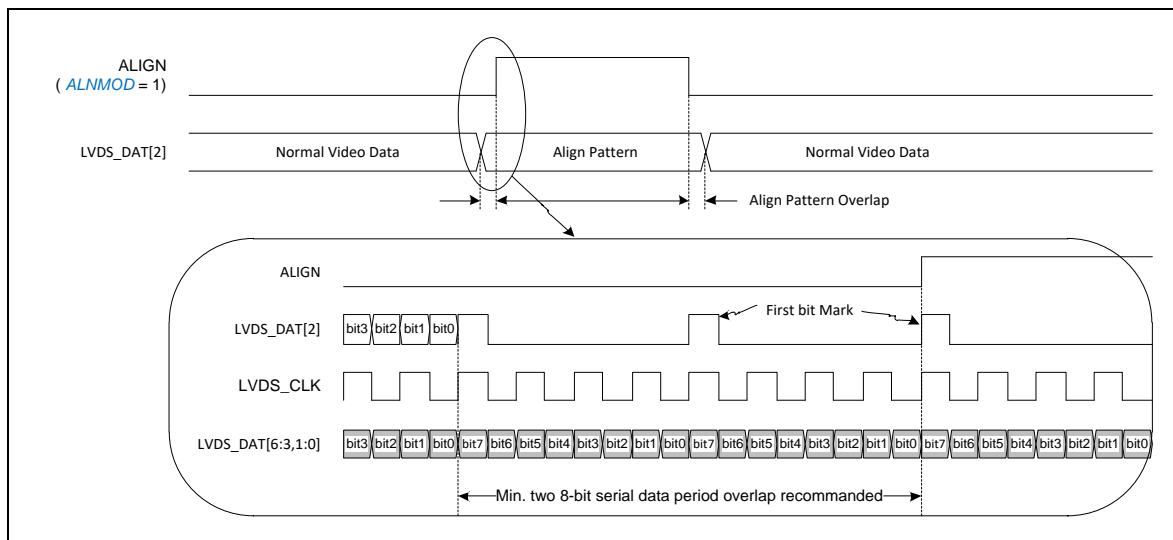 ALIGN
( ALNMOD = 1)
LVDS_DAT[2]
Normal Video Data
Align Pattern
Normal Video Data
Align Pattern Overlap
ALIGN
First bit Mark
LVDS_DAT[2]
bit3 bit2 bit1 bit0
LVDS_CLK
LVDS_DAT[6:3,1:0]
bit3 bit2 bit1 bit0 bit7 bit6 bit5 bit4 bit3 bit2 bit1 bit0 bit7 bit6 bit5 bit4 bit3 bit2 bit1 bit0 bit7 bit6 bit5 bit4 bit3 bit2 bit1 bit0
Min. two 8-bit serial data period overlap recommanded